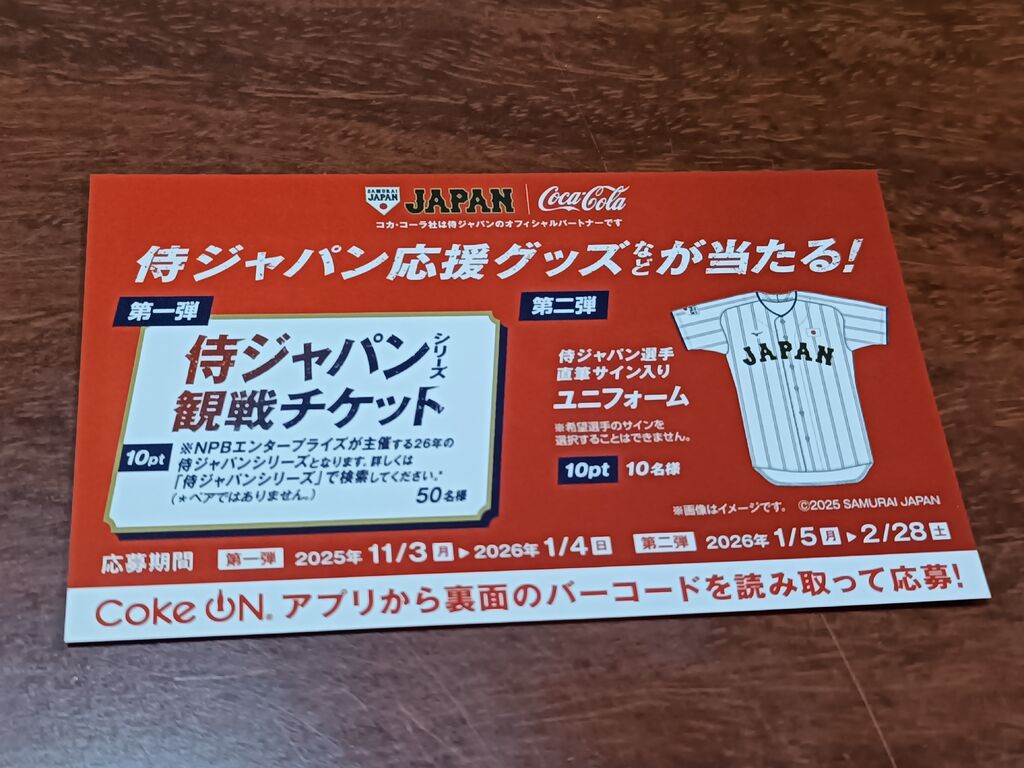 SAMURAI
JAPAN
JAPAN
Coca-Cola
コカ・コーラ社は侍ジャパンのオフィシャルパートナーです
侍ジャパン応援グッズなどが当たる!
第一弾
侍ジャパンシリーズ
観戦チケット
10pt
※NPBエンタープライズが主催する26年の
侍ジャパンシリーズとなります。詳しくは
「侍ジャパンシリーズ」で検索してください。*
(*ペアではありません。)
50名様
第二弾
侍ジャパン選手
直筆サイン入り
ユニフォーム
※希望選手のサインを
選択することはできません。
10pt 10名様
JAPAN
※画像はイメージです。 ©2025 SAMURAI JAPAN
応募期間 第一弾 2025年 11/3 月 ▶ 2026年 1/4 日 第二弾 2026年 1/5 月 ▶ 2/28 土
Coke ON® アプリから裏面のバーコードを読み取って応募!